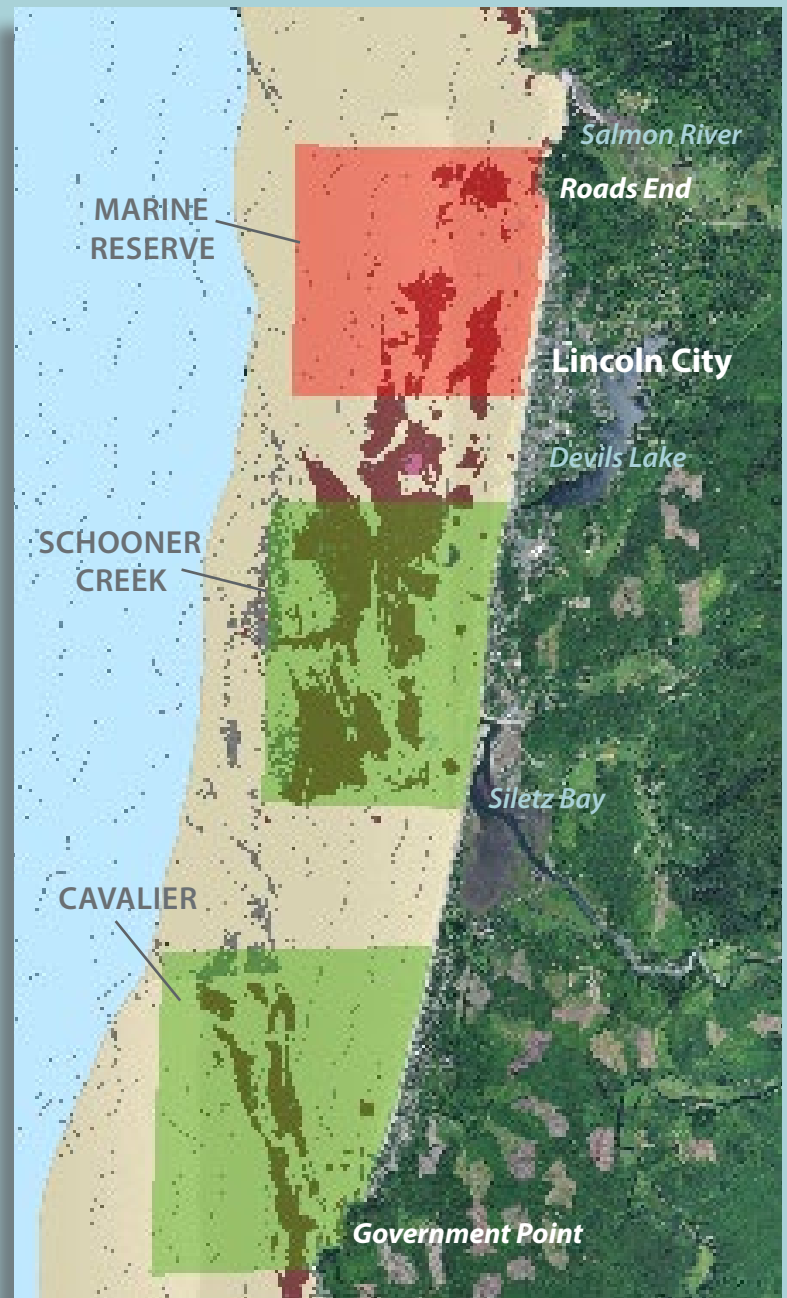 Salmon River
Roads End
MARINE
RESERVE
Lincoln City
Devils Lake
SCHOONER
CREEK
Siletz Bay
CAVALIER
Government Point